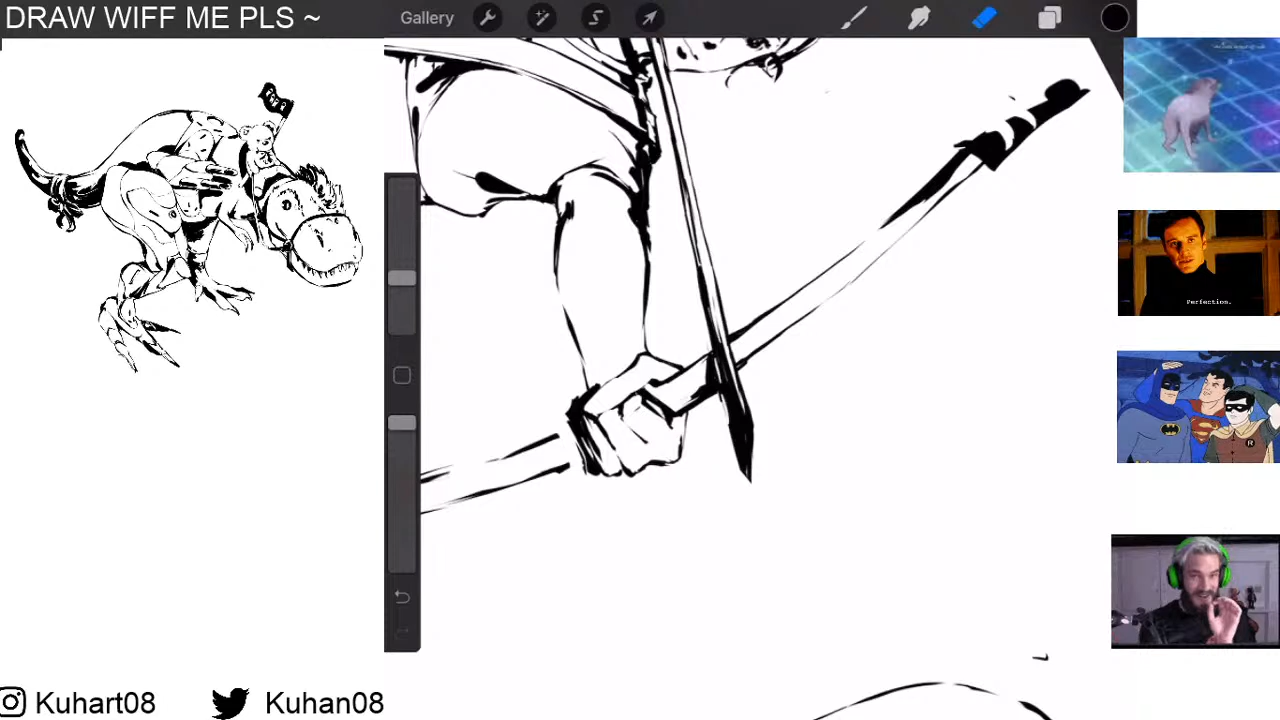 DRAW WIFF ME PLS ~
Gallery
Perfection.
Kuhart08
Kuhan08